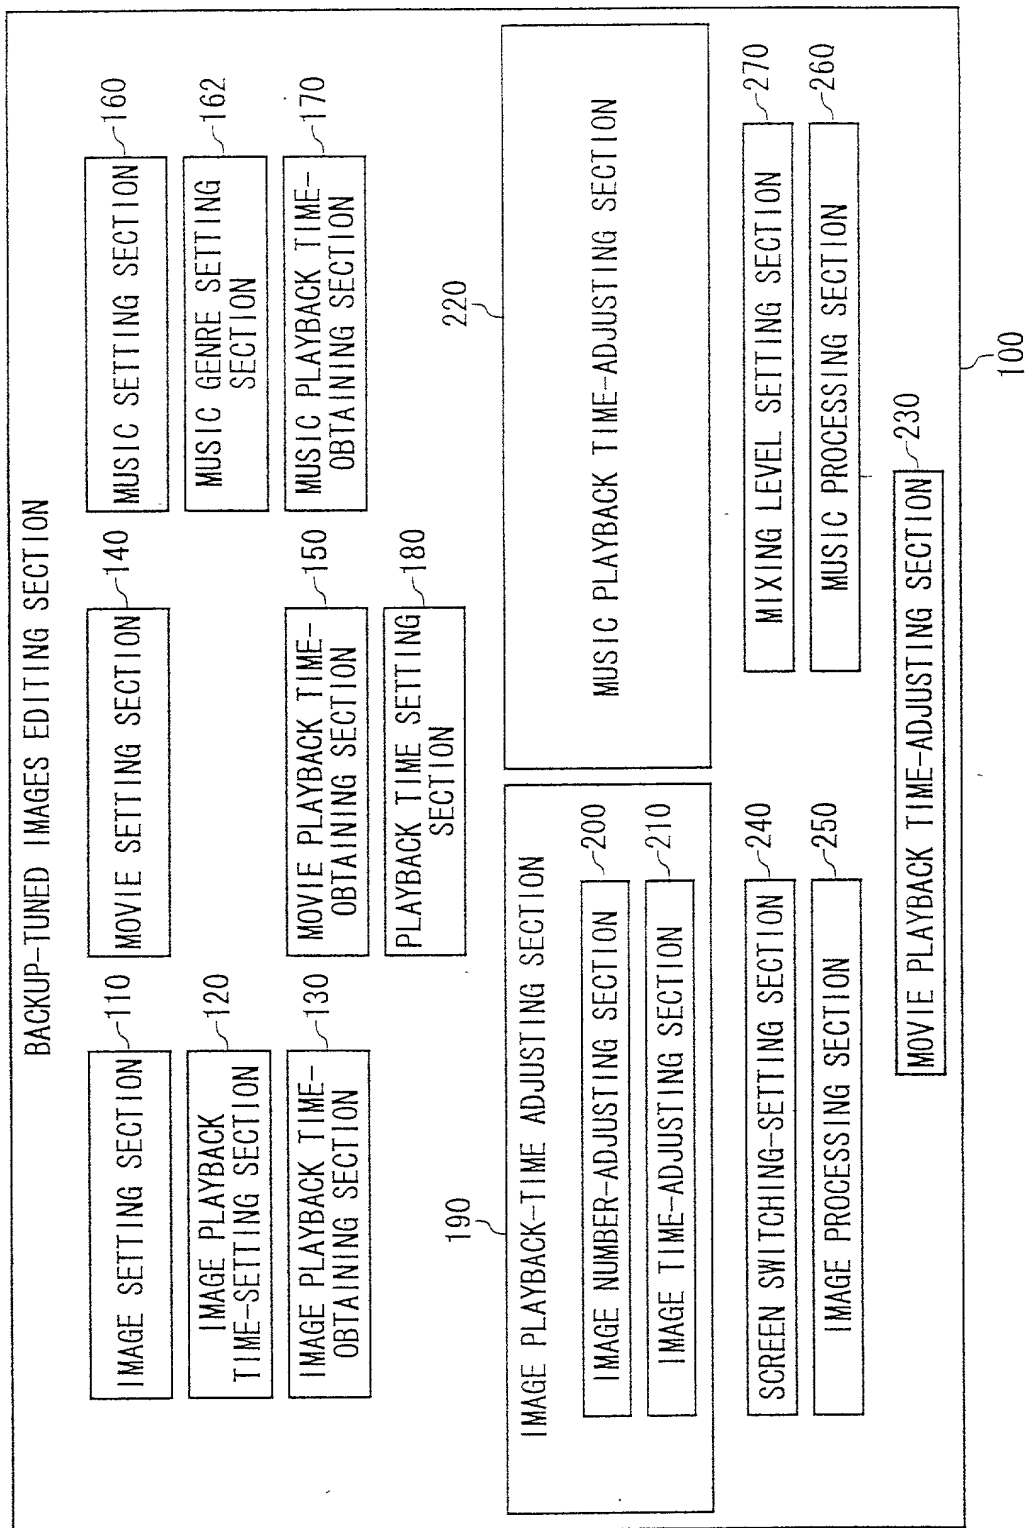 BACKUP-TUNED IMAGES EDITING SECTION
IMAGE SETTING SECTION
110
IMAGE PLAYBACK
TIME-SETTING SECTION
120
IMAGE PLAYBACK TIME-
OBTAINING SECTION
130
MOVIE SETTING SECTION
140
MOVIE PLAYBACK TIME-
OBTAINING SECTION
150
PLAYBACK TIME SETTING
SECTION
180
MUSIC SETTING SECTION
160
MUSIC GENRE SETTING
SECTION
162
MUSIC PLAYBACK TIME-
OBTAINING SECTION
170
190
IMAGE PLAYBACK-TIME ADJUSTING SECTION
IMAGE NUMBER-ADJUSTING SECTION
200
IMAGE TIME-ADJUSTING SECTION
210
220
MUSIC PLAYBACK TIME-ADJUSTING SECTION
SCREEN SWITCHING-SETTING SECTION
240
IMAGE PROCESSING SECTION
250
MIXING LEVEL SETTING SECTION
270
MUSIC PROCESSING SECTION
260
MOVIE PLAYBACK TIME-ADJUSTING SECTION
230
100